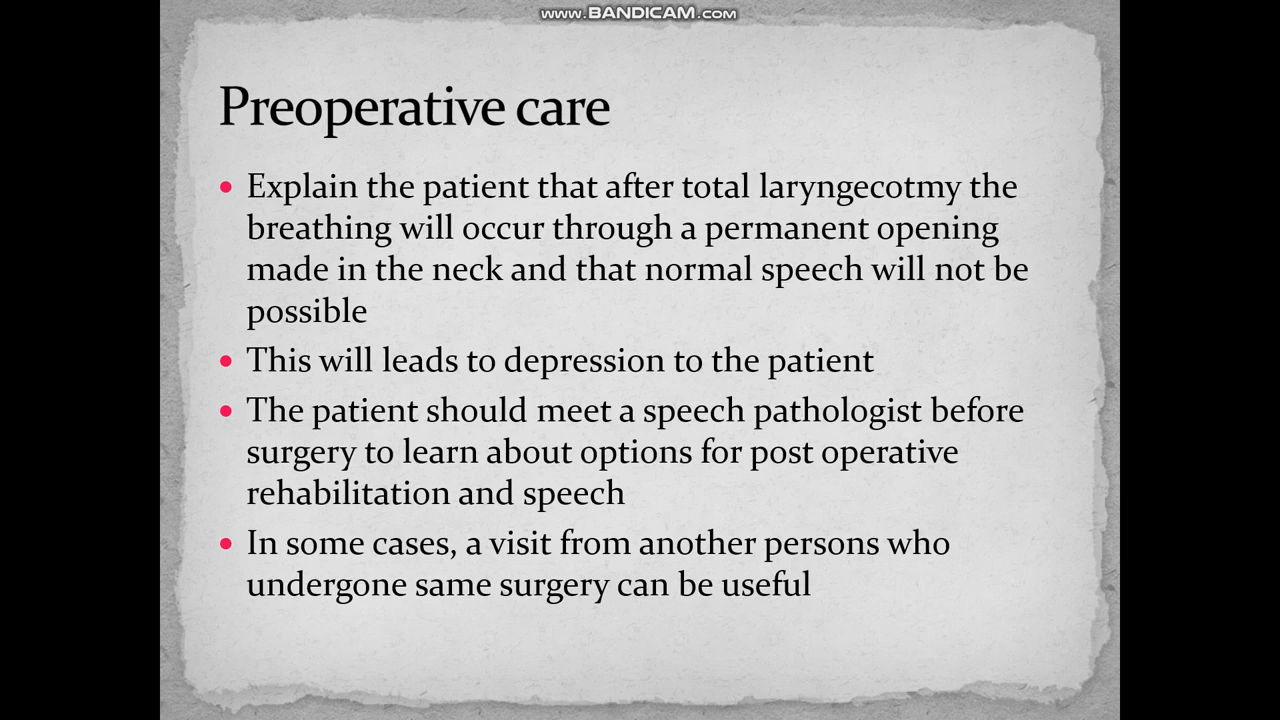 www.BANDICAM.com
Preoperative care
Explain the patient that after total laryngecotmy the
breathing will occur through a permanent opening
made in the neck and that normal speech will not be
possible
This will leads to depression to the patient
The patient should meet a speech pathologist before
surgery to learn about options for post operative
rehabilitation and speech
In some cases, a visit from another persons who
undergone same surgery can be useful